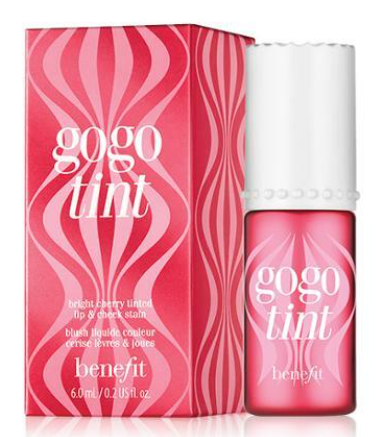 gogo
tint
bright cherry tinted
lip & cheek stain
blush liquide couleur
cerise lèvres & joues
benefit
6.0 mL / 0.2 US fl. oz.
gogo
tint
benefit